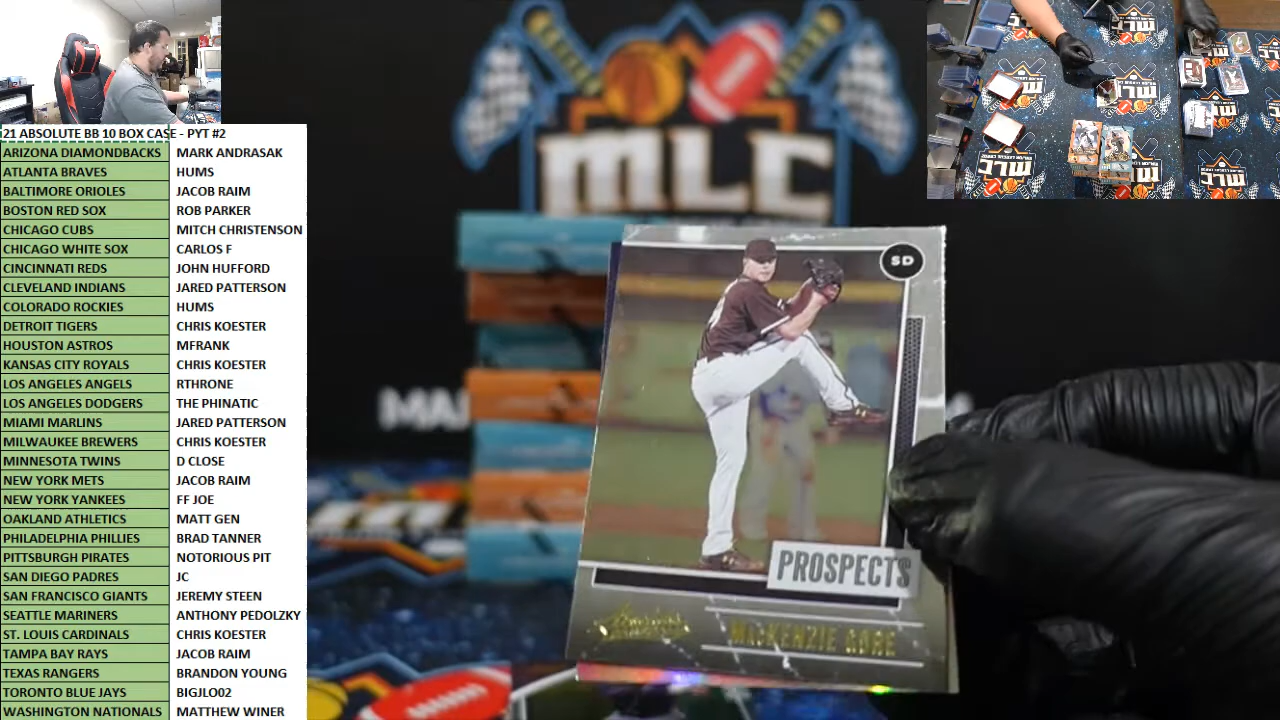 21 ABSOLUTE BB 10 BOX CASE - PYT #2
ARIZONA DIAMONDBACKS MARK ANDRASAK
ATLANTA BRAVES HUMS
BALTIMORE ORIOLES JACOB RAIM
BOSTON RED SOX ROB PARKER
CHICAGO CUBS MITCH CHRISTENSON
CHICAGO WHITE SOX CARLOS F
CINCINNATI REDS JOHN HUFFORD
CLEVELAND INDIANS JARED PATTERSON
COLORADO ROCKIES HUMS
DETROIT TIGERS CHRIS KOESTER
HOUSTON ASTROS MFRANK
KANSAS CITY ROYALS CHRIS KOESTER
LOS ANGELES ANGELS RTHRONE
LOS ANGELES DODGERS THE PHINATIC
MIAMI MARLINS JARED PATTERSON
MILWAUKEE BREWERS CHRIS KOESTER
MINNESOTA TWINS D CLOSE
NEW YORK METS JACOB RAIM
NEW YORK YANKEES FF JOE
OAKLAND ATHLETICS MATT GEN
PHILADELPHIA PHILLIES BRAD TANNER
PITTSBURGH PIRATES NOTORIOUS PIT
SAN DIEGO PADRES JC
SAN FRANCISCO GIANTS JEREMY STEEN
SEATTLE MARINERS ANTHONY PEDOLZKY
ST. LOUIS CARDINALS CHRIS KOESTER
TAMPA BAY RAYS JACOB RAIM
TEXAS RANGERS BRANDON YOUNG
TORONTO BLUE JAYS BIGJLO02
WASHINGTON NATIONALS MATTHEW WINER
MLC
SD
PROSPECTS
MACKENZIE GORE
MLC
MLC
MLC
MLC